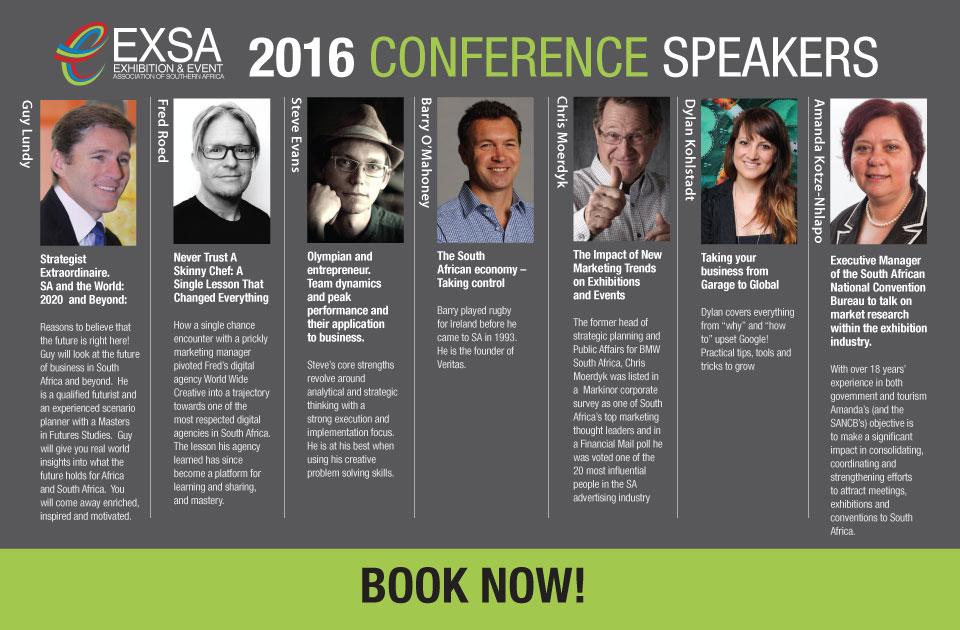 EXSA
EXHIBITION & EVENT
ASSOCIATION OF SOUTHERN AFRICA
2016 CONFERENCE SPEAKERS
Guy Lundy
Strategist
Extraordinaire.
SA and the World:
2020 and Beyond:
Reasons to believe that
the future is right here!
Guy will look at the future
of business in South
Africa and beyond. He
is a qualified futurist and
an experienced scenario
planner with a Masters
in Futures Studies. Guy
will give you real world
insights into what the
future holds for Africa
and South Africa. You
will come away enriched,
inspired and motivated.
Fred Roed
Never Trust A
Skinny Chef: A
Single Lesson That
Changed Everything
How a single chance
encounter with a prickly
marketing manager
pivoted Fred's digital
agency World Wide
Creative into a trajectory
towards one of the
most respected digital
agencies in South Africa.
The lesson his agency
learned has since
become a platform for
learning and sharing,
and mastery.
Steve Evans
Olympian and
entrepreneur.
Team dynamics
and peak
performance and
their application
to business.
Steve's core strengths
revolve around
analytical and strategic
thinking with a
strong execution and
implementation focus.
He is at his best when
using his creative
problem solving skills.
Barry O'Mahoney
The South
African economy –
Taking control
Barry played rugby
for Ireland before he
came to SA in 1993.
He is the founder of
Veritas.
Chris Moerdyk
The Impact of New
Marketing Trends
on Exhibitions
and Events
The former head of
strategic planning and
Public Affairs for BMW
South Africa, Chris
Moerdyk was listed in
a Markinor corporate
survey as one of South
Africa's top marketing
thought leaders and in
a Financial Mail poll he
was voted one of the
20 most influential
people in the SA
advertising industry
Dylan Kohlstadt
Taking your
business from
Garage to Global
Dylan covers everything
from "why" and "how
to" upset Google!
Practical tips, tools and
tricks to grow
Amanda Kotze-Nhlapo
Executive Manager
of the South African
National Convention
Bureau to talk on
market research
within the exhibition
industry.
With over 18 years'
experience in both
government and tourism
Amanda's (and the
SANCB's) objective is
to make a significant
impact in consolidating,
coordinating and
strengthening efforts
to attract meetings,
exhibitions and
conventions to South
Africa.
BOOK NOW!